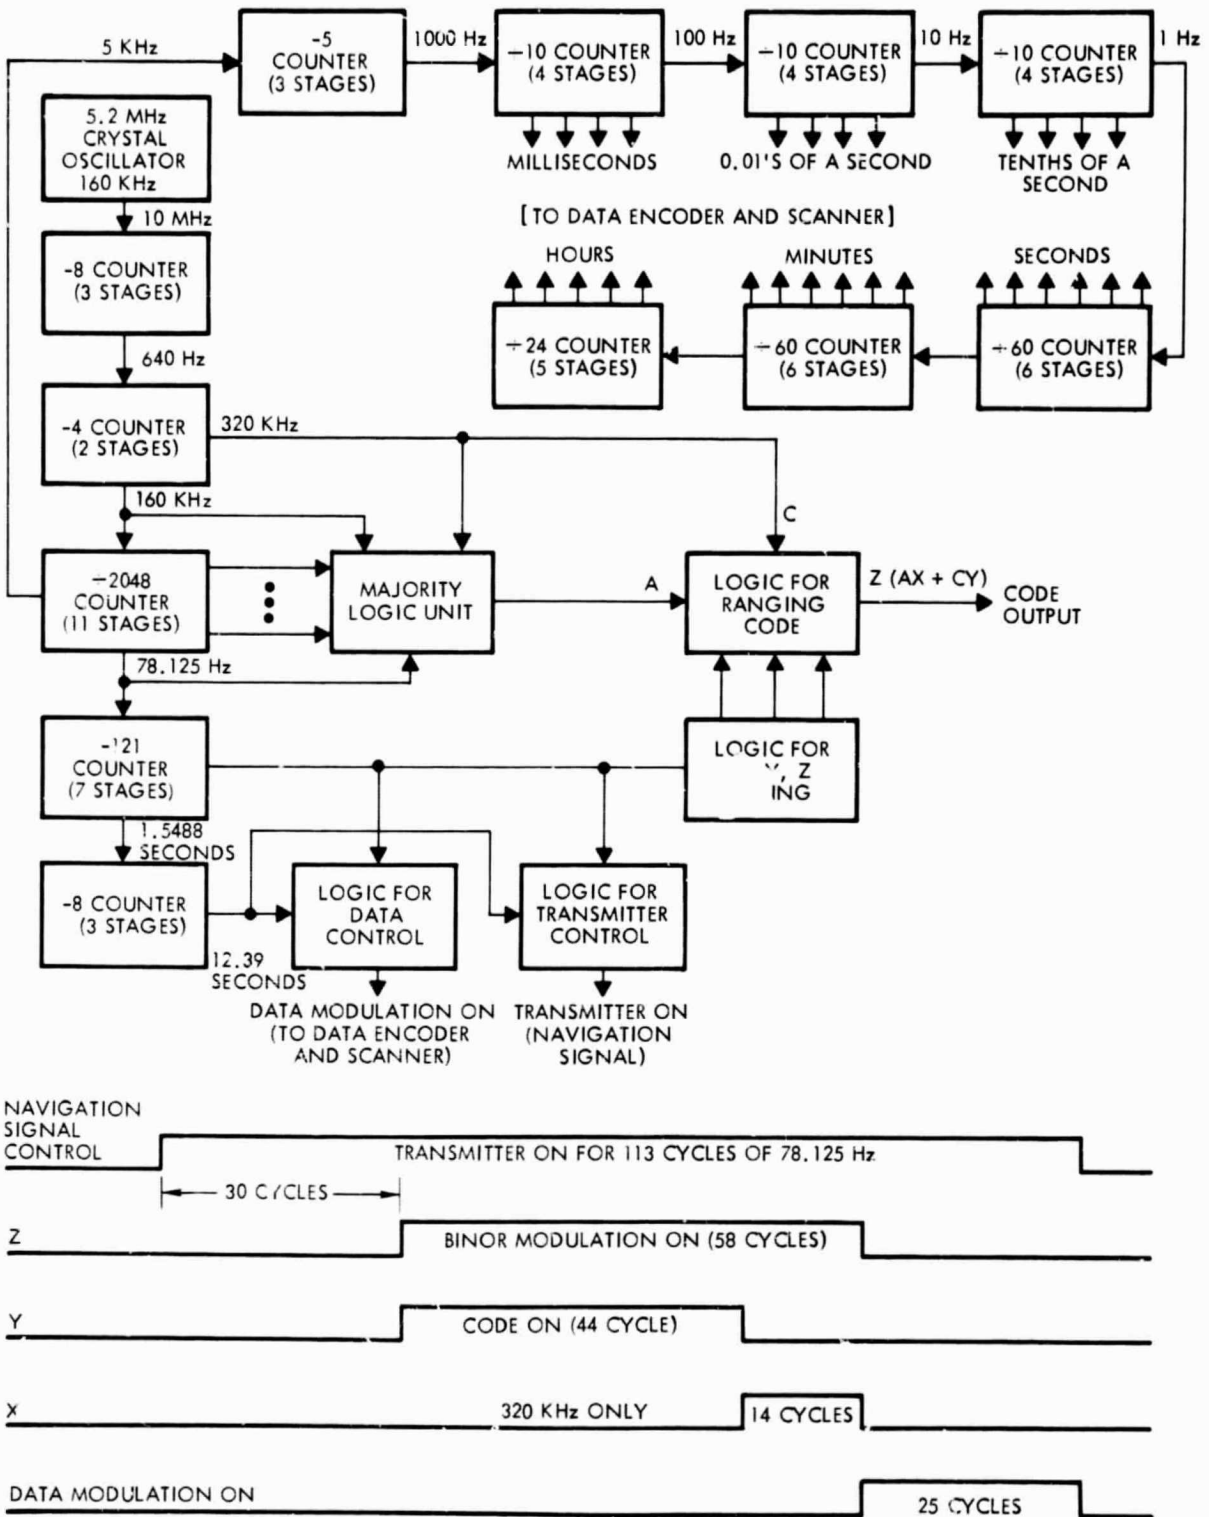 5 KHz
-5
COUNTER
(3 STAGES)
1000 Hz
÷10 COUNTER
(4 STAGES)
100 Hz
÷10 COUNTER
(4 STAGES)
10 Hz
÷10 COUNTER
(4 STAGES)
1 Hz
MILLISECONDS
0.01'S OF A SECOND
TENTHS OF A
SECOND
5.2 MHz
CRYSTAL
OSCILLATOR
160 KHz
10 MHz
[TO DATA ENCODER AND SCANNER]
HOURS
MINUTES
SECONDS
-8 COUNTER
(3 STAGES)
÷24 COUNTER
(5 STAGES)
÷60 COUNTER
(6 STAGES)
÷60 COUNTER
(6 STAGES)
640 Hz
-4 COUNTER
(2 STAGES)
320 KHz
160 KHz
C
÷2048
COUNTER
(11 STAGES)
MAJORITY
LOGIC UNIT
A
LOGIC FOR
RANGING
CODE
Z (AX + CY)
CODE
OUTPUT
78.125 Hz
-121
COUNTER
(7 STAGES)
LOGIC FOR
Z
ING
1.5488
SECONDS
-8 COUNTER
(3 STAGES)
LOGIC FOR
DATA
CONTROL
LOGIC FOR
TRANSMITTER
CONTROL
12.39
SECONDS
DATA MODULATION ON
(TO DATA ENCODER
AND SCANNER)
TRANSMITTER ON
(NAVIGATION
SIGNAL)
NAVIGATION
SIGNAL
CONTROL
TRANSMITTER ON FOR 113 CYCLES OF 78.125 Hz
30 CYCLES
Z
BINOR MODULATION ON (58 CYCLES)
Y
CODE ON (44 CYCLE)
X
320 KHz ONLY
14 CYCLES
DATA MODULATION ON
25 CYCLES